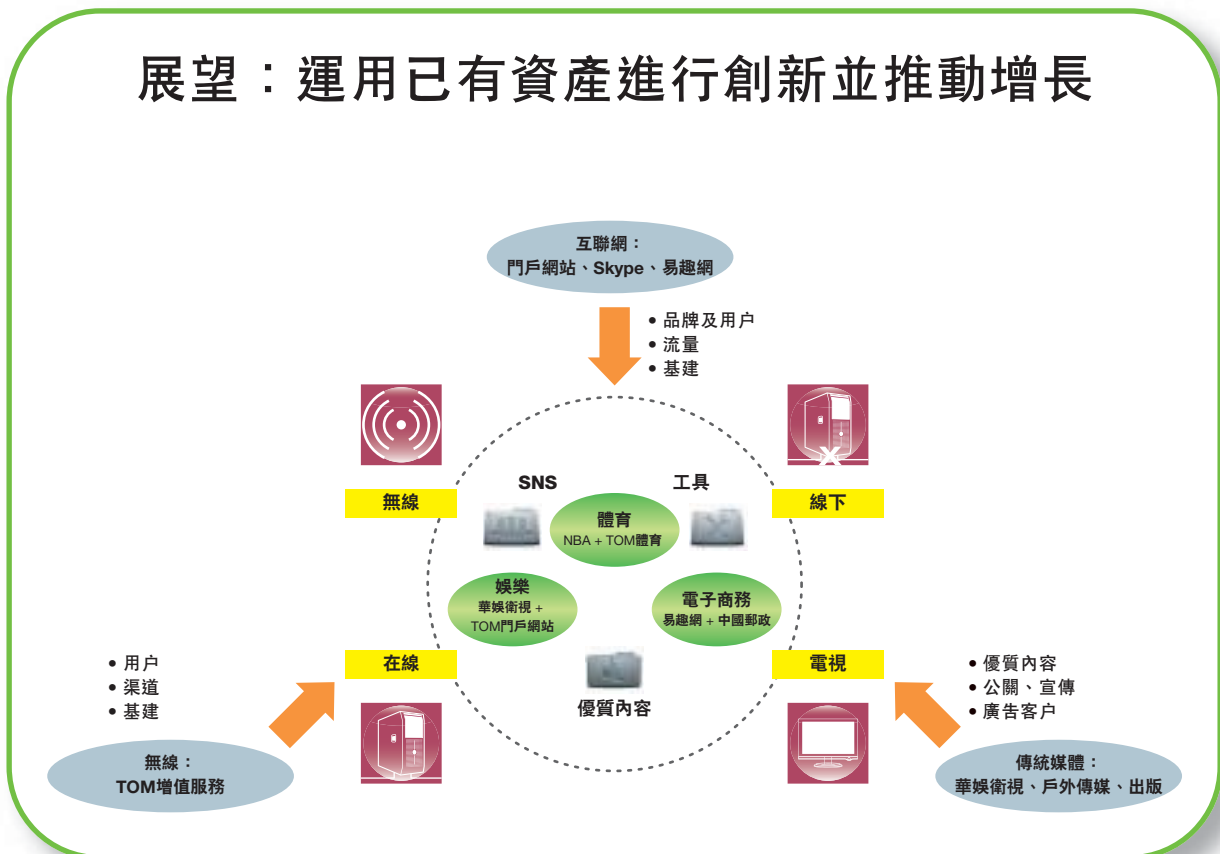 展望：運用已有資產進行創新並推動增長
互聯網：
門戶網站、Skype、易趣網
• 品牌及用户
• 流量
• 基建
無線
線下
SNS
工具
體育
NBA + TOM體育
娛樂
華娛衛視 +
TOM門戶網站
電子商務
易趣網 + 中國郵政
在線
電視
優質內容
• 用户
• 渠道
• 基建
• 優質內容
• 公關、宣傳
• 廣告客户
無線：
TOM增值服務
傳統媒體：
華娛衛視、戶外傳媒、出版